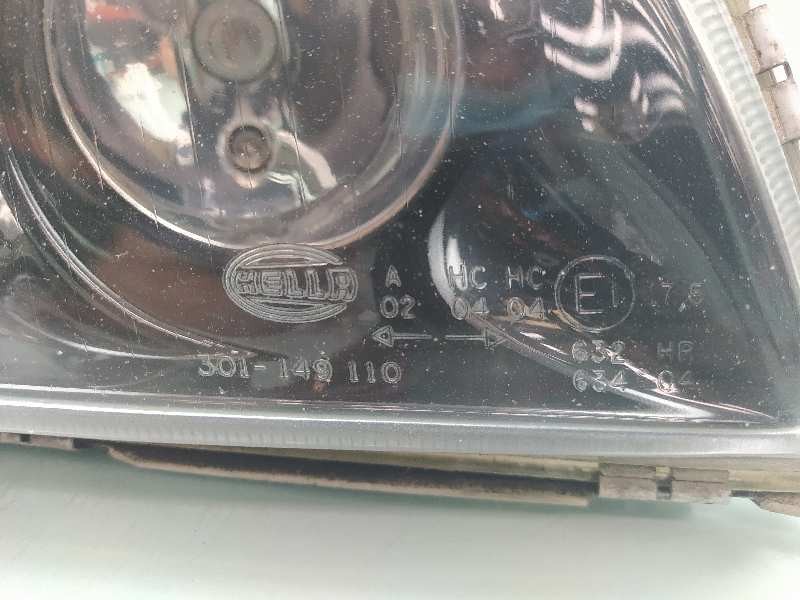 HELLA A HC HC E1 7,5
02 04 04
301-149 110 632 HR
634 04